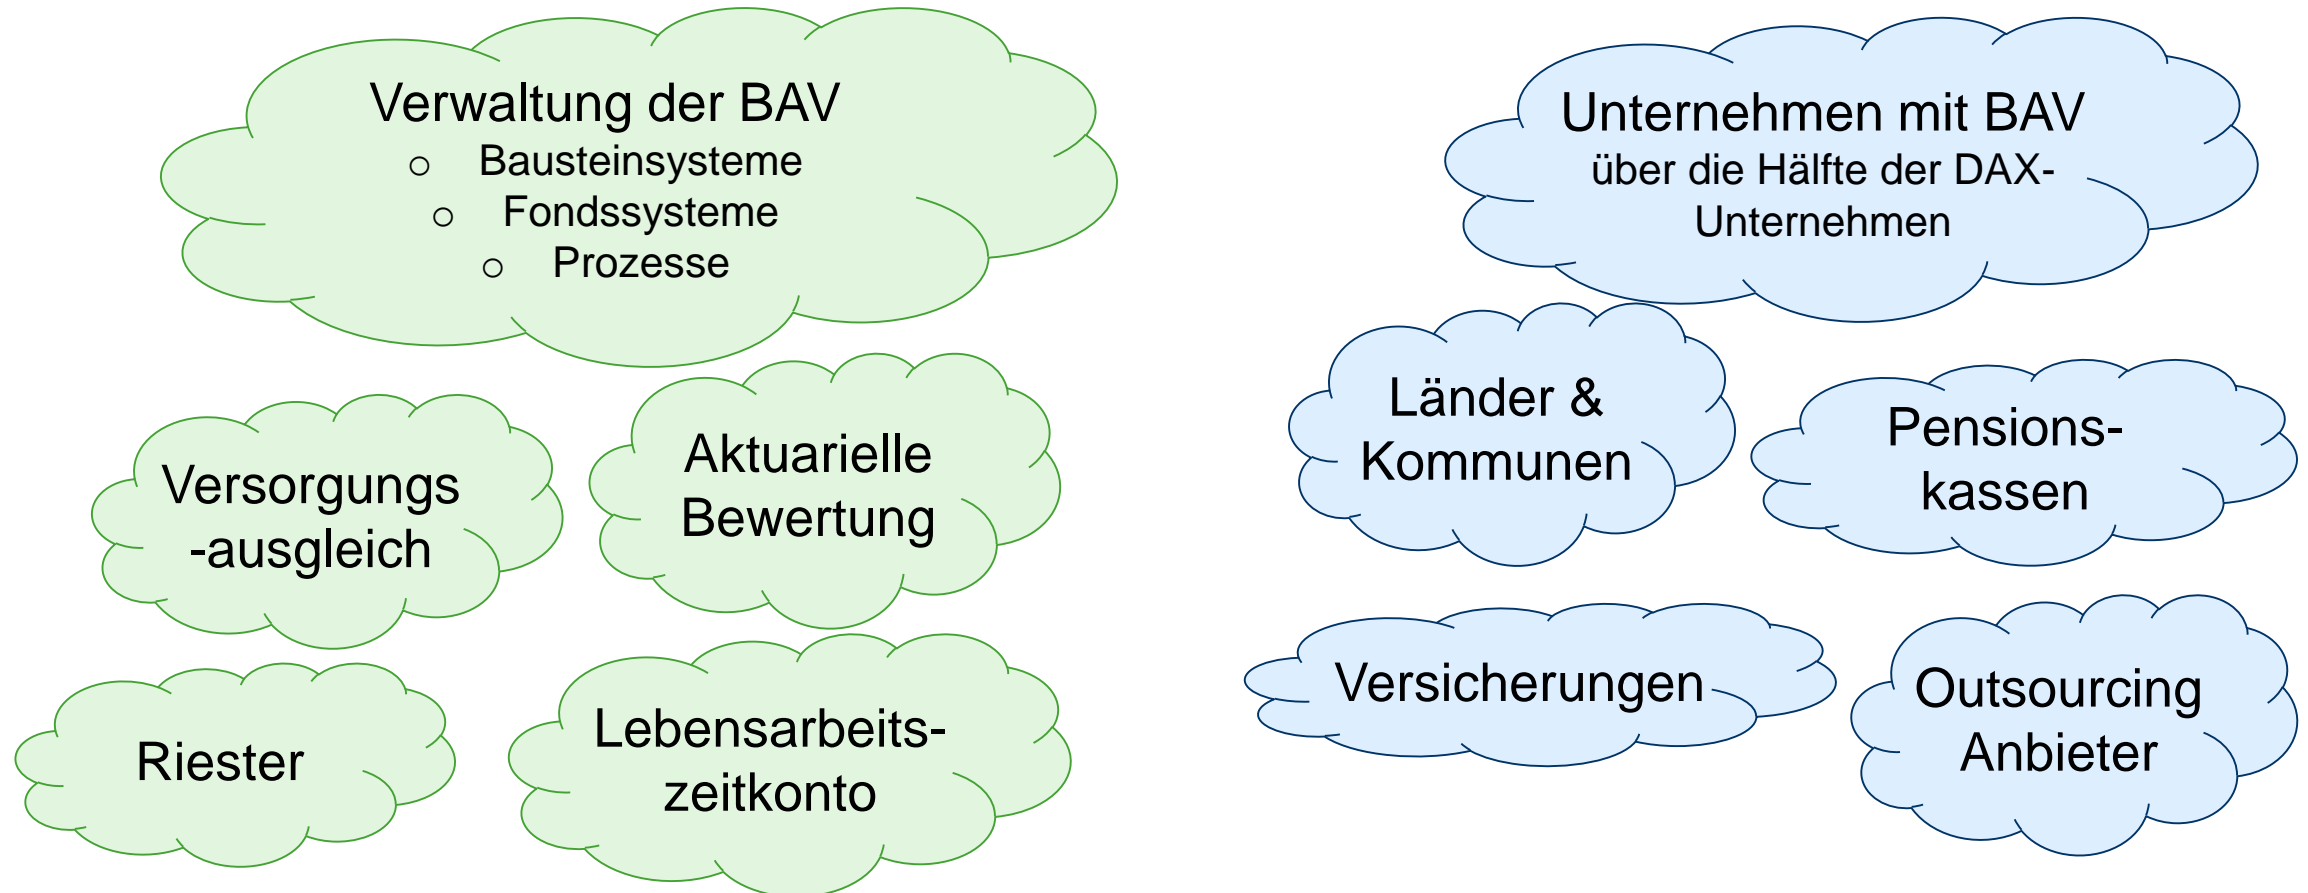 Verwaltung der BAV
o Bausteinsysteme
o Fondssysteme
o Prozesse
Versorgungs
-ausgleich
Aktuarielle
Bewertung
Riester
Lebensarbeits-
zeitkonto
Unternehmen mit BAV
über die Hälfte der DAX-
Unternehmen
Länder &
Kommunen
Pensions-
kassen
Versicherungen
Outsourcing
Anbieter